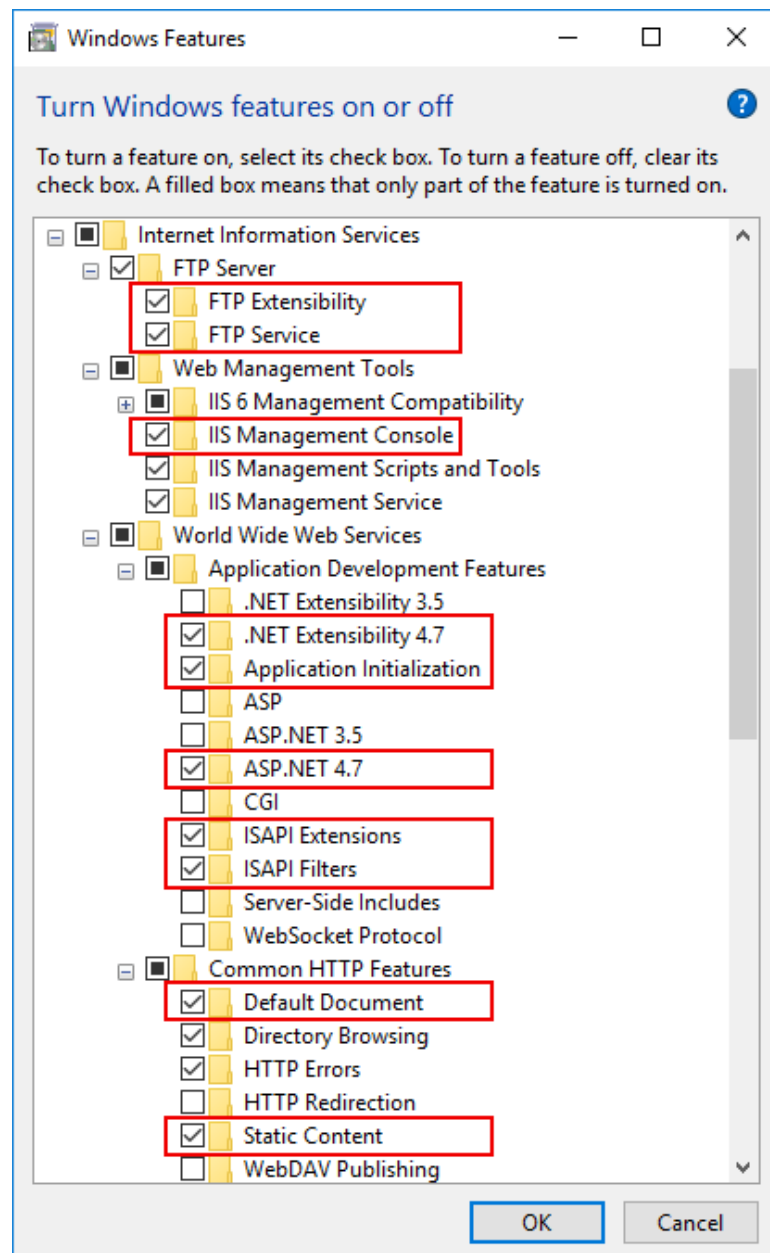 Windows Features
Turn Windows features on or off
To turn a feature on, select its check box. To turn a feature off, clear its
check box. A filled box means that only part of the feature is turned on.
Internet Information Services
FTP Server
FTP Extensibility
FTP Service
Web Management Tools
IIS 6 Management Compatibility
IIS Management Console
IIS Management Scripts and Tools
IIS Management Service
World Wide Web Services
Application Development Features
.NET Extensibility 3.5
.NET Extensibility 4.7
Application Initialization
ASP
ASP.NET 3.5
ASP.NET 4.7
CGI
ISAPI Extensions
ISAPI Filters
Server-Side Includes
WebSocket Protocol
Common HTTP Features
Default Document
Directory Browsing
HTTP Errors
HTTP Redirection
Static Content
WebDAV Publishing
OK Cancel